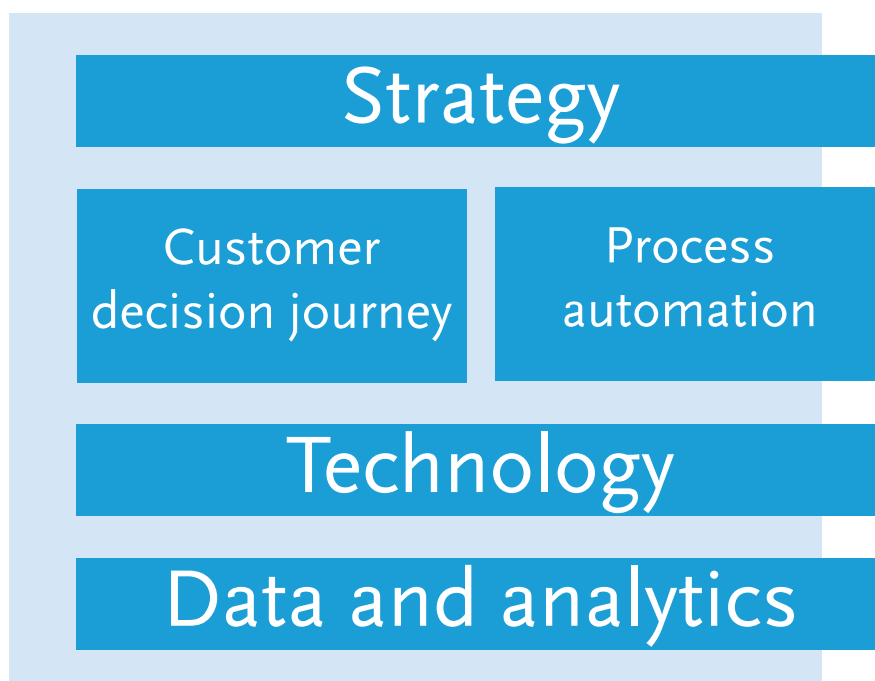 Strategy
Customer
decision journey
Process
automation
Technology
Data and analytics